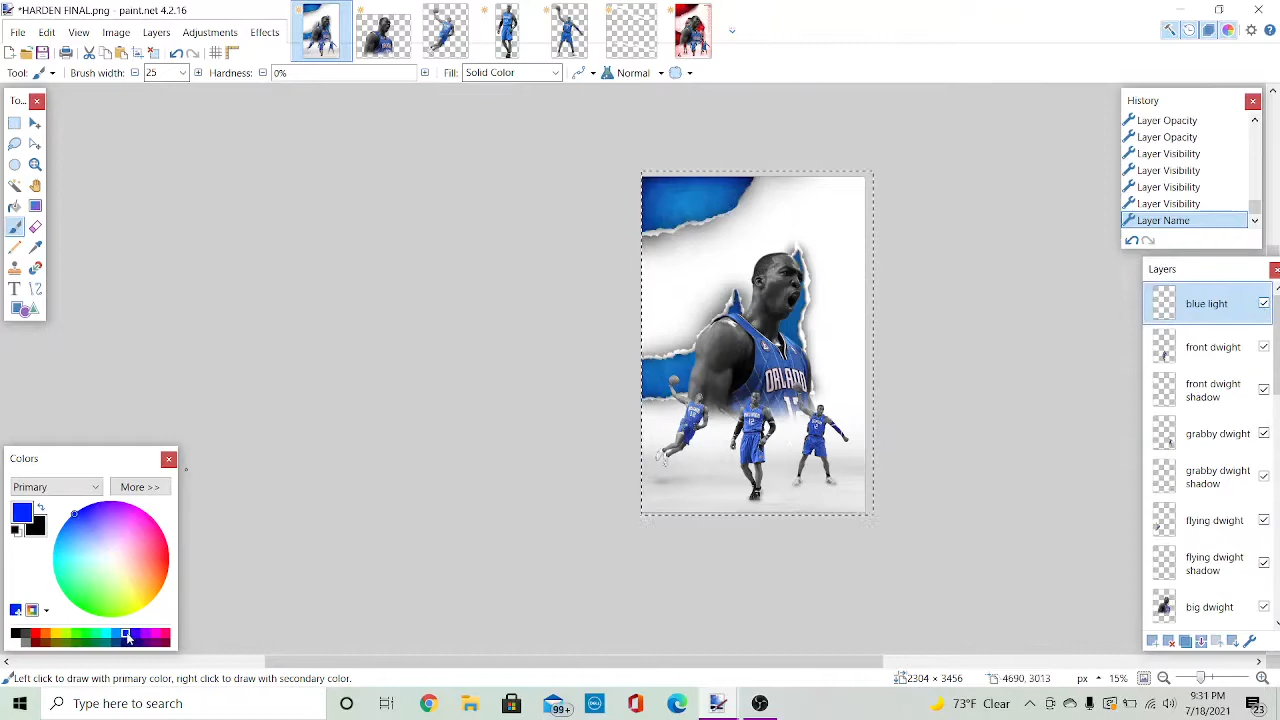 *HARDEN FINAL.png - paint.net 4.2.16
File Edit View Image Layers Adjustments Effects
Tool: Brush width: 25 Hardness: 0% Fill: Solid Color Normal
To...
History
Layer Opacity
Layer Opacity
Layer Visibility
Layer Visibility
Layer Visibility
Layer Visibility
Layer Name
Layers
blue light
front dwight
front dwight shadow
grabby dwight
grabby dwight shadow
flying dwight
flying dwight shadow
big dwight
ORLANDO
12
Colors
Primary
More >>
Left click to draw with primary color, right click to draw with secondary color.
2304 × 3456
4690, 3013
px
15%
Type here to search
99+
73°F Clear
9:31 PM
7/18/2021
23